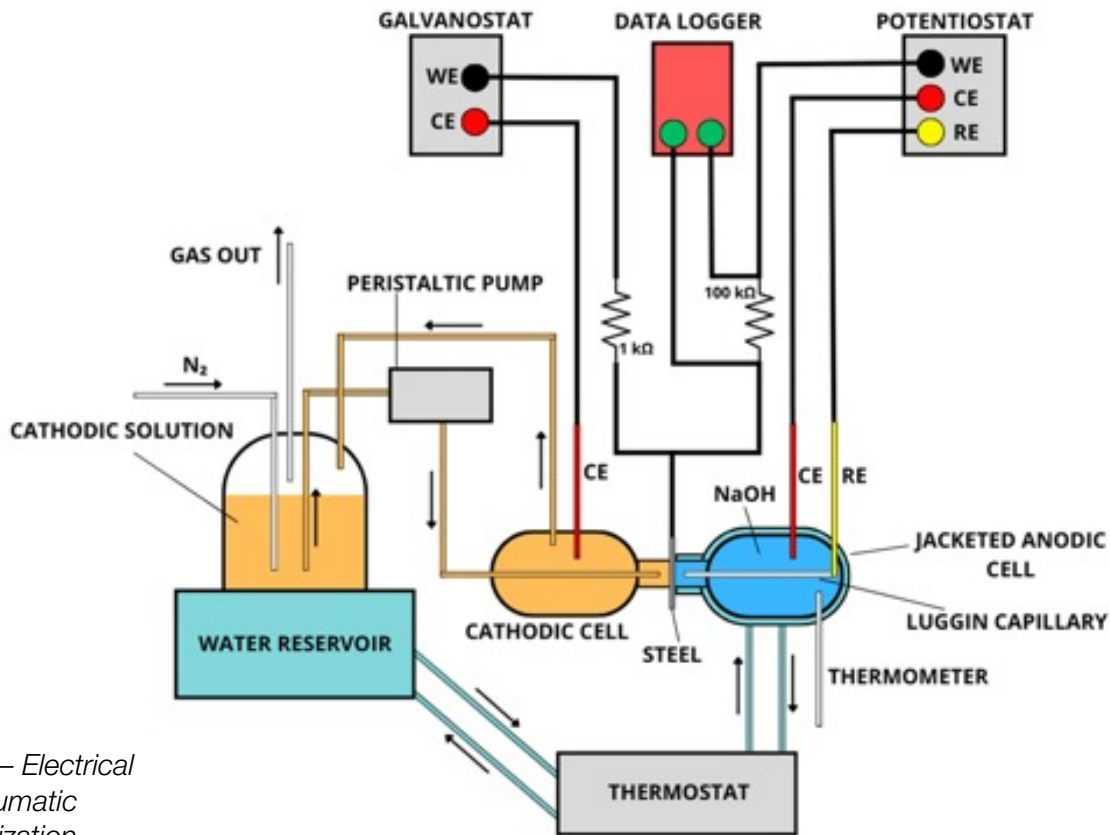 GALVANOSTAT
DATA LOGGER
POTENTIOSTAT
WE
CE
WE
CE
RE
GAS OUT
PERISTALTIC PUMP
100 kΩ
1 kΩ
N₂
CATHODIC SOLUTION
CE
CE
RE
NaOH
JACKETED ANODIC
CELL
LUGGIN CAPILLARY
CATHODIC CELL
STEEL
WATER RESERVOIR
THERMOMETER
THERMOSTAT
– Electrical
umatic
ization